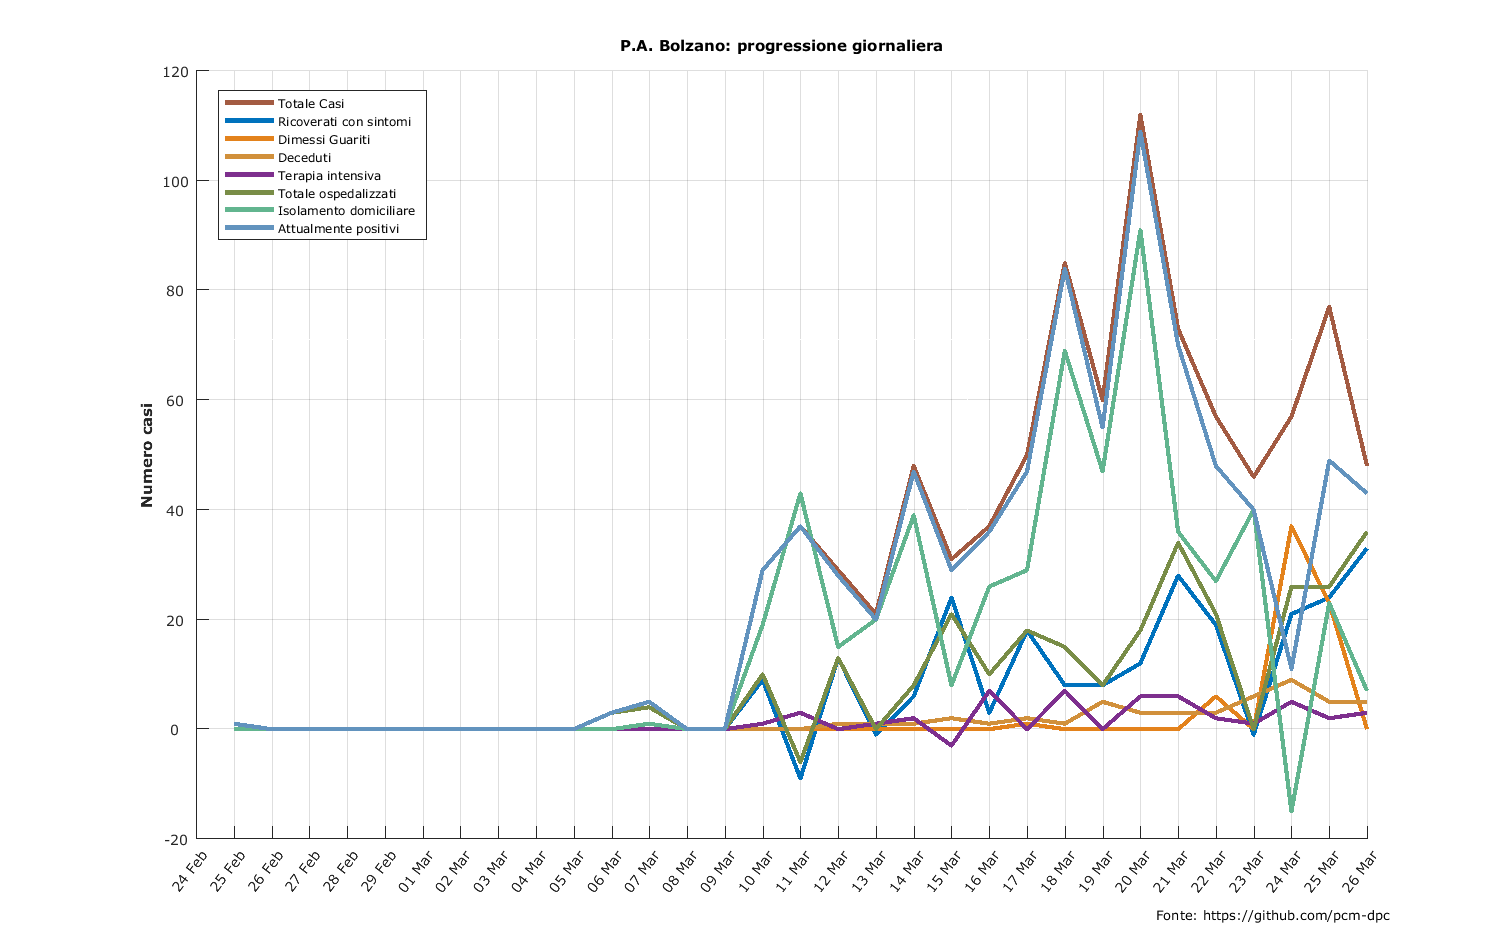 P.A. Bolzano: progressione giornaliera
120
100
80
60
40
20
0
-20
Numero casi
Totale Casi
Ricoverati con sintomi
Dimessi Guariti
Deceduti
Terapia intensiva
Totale ospedalizzati
Isolamento domiciliare
Attualmente positivi
24 Feb
25 Feb
26 Feb
27 Feb
28 Feb
29 Feb
01 Mar
02 Mar
03 Mar
04 Mar
05 Mar
06 Mar
07 Mar
08 Mar
09 Mar
10 Mar
11 Mar
12 Mar
13 Mar
14 Mar
15 Mar
16 Mar
17 Mar
18 Mar
19 Mar
20 Mar
21 Mar
22 Mar
23 Mar
24 Mar
25 Mar
26 Mar
Fonte: https://github.com/pcm-dpc